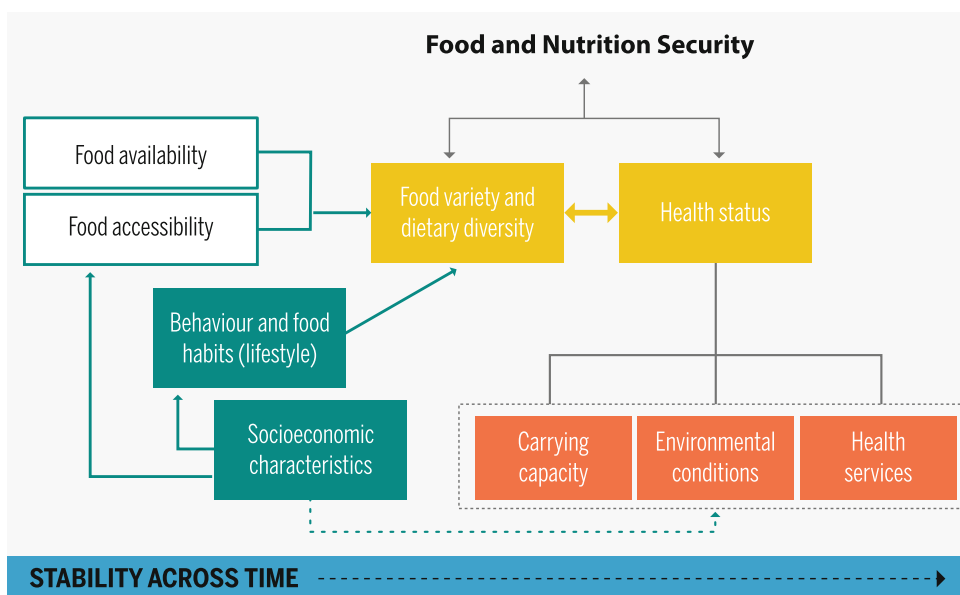 Food and Nutrition Security
Food availability
Food accessibility
Food variety and
dietary diversity
Health status
Behaviour and food
habits (lifestyle)
Socioeconomic
characteristics
Carrying
capacity
Environmental
conditions
Health
services
STABILITY ACROSS TIME